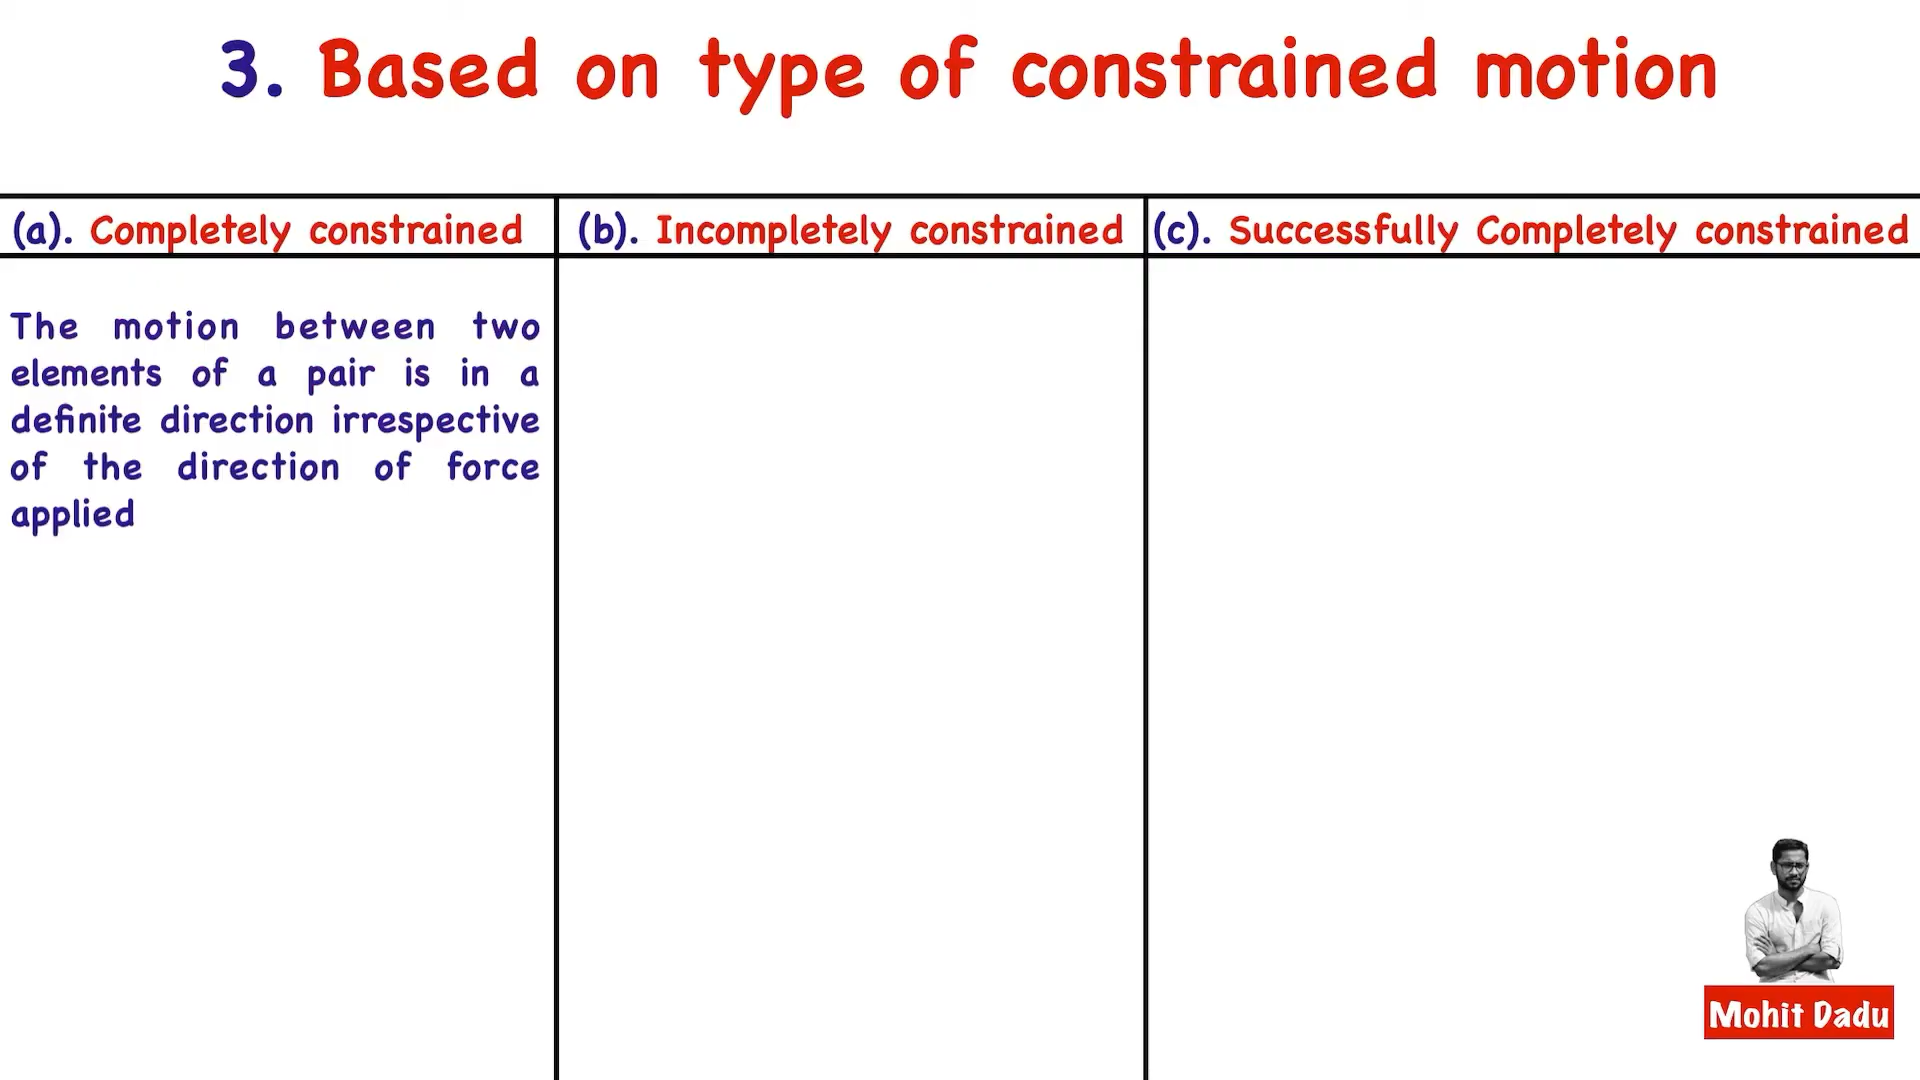 3. Based on type of constrained motion
(a). Completely constrained
(b). Incompletely constrained
(c). Successfully Completely constrained
The motion between two
elements of a pair is in a
definite direction irrespective
of the direction of force
applied
Mohit Dadu